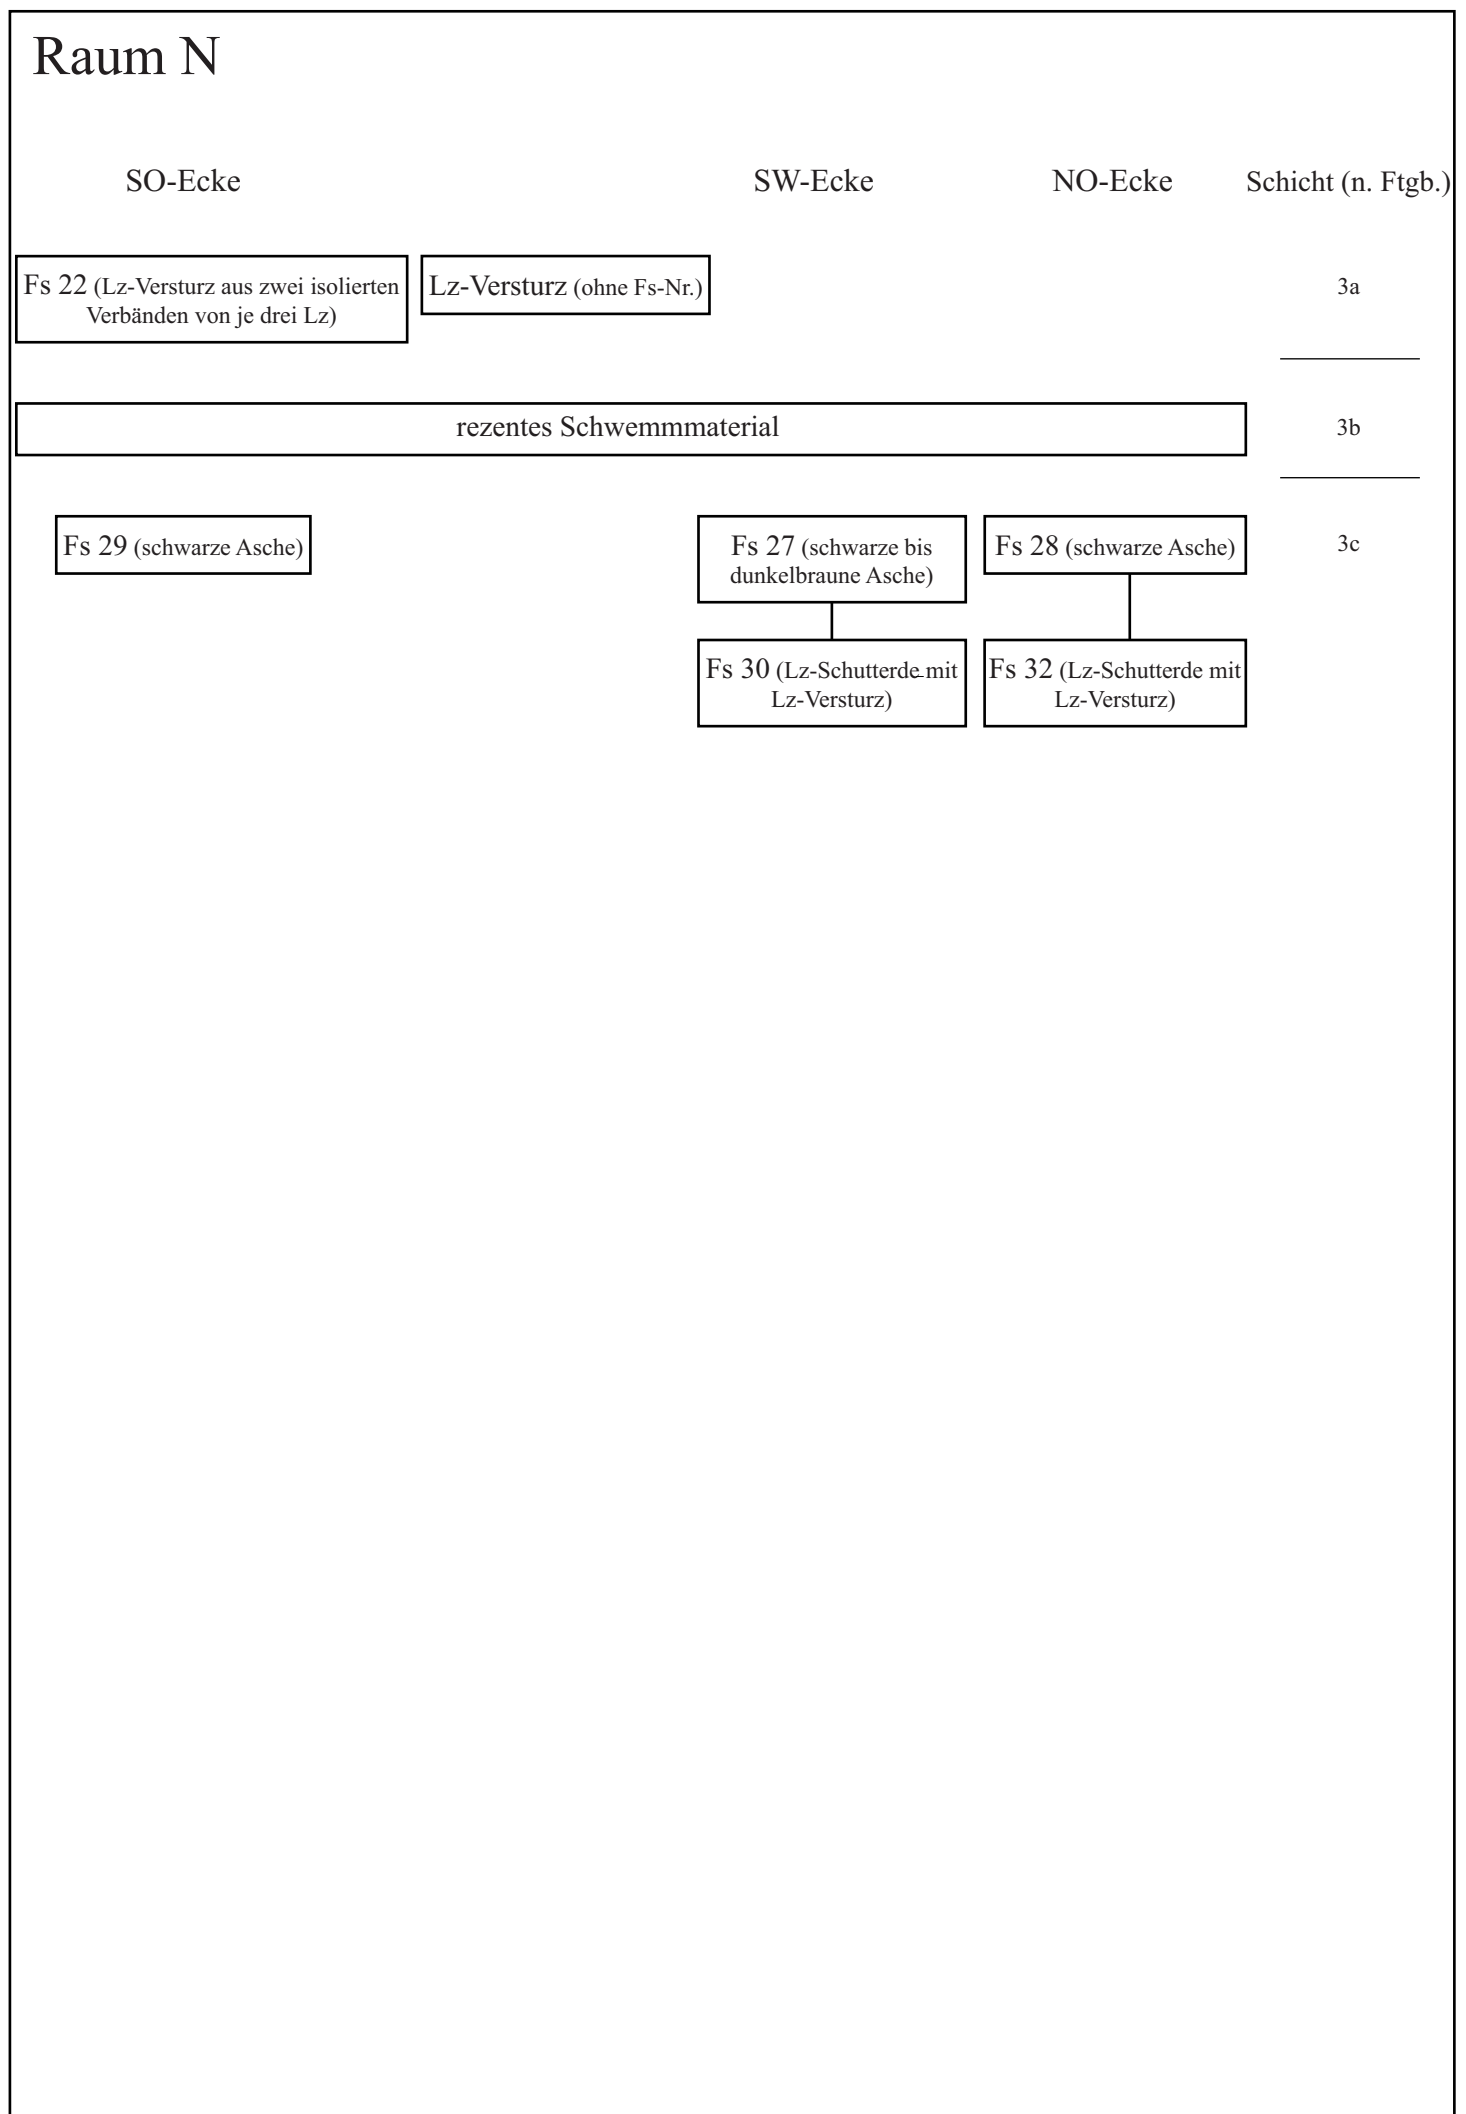 Raum N
SO-Ecke SW-Ecke NO-Ecke Schicht (n. Ftgb.)
Fs 22 (Lz-Versturz aus zwei isolierten
Verbänden von je drei Lz)
Lz-Versturz (ohne Fs-Nr.)
3a
rezentes Schwemmmaterial
3b
Fs 29 (schwarze Asche)
Fs 27 (schwarze bis
dunkelbraune Asche)
Fs 28 (schwarze Asche)
3c
Fs 30 (Lz-Schutterde mit
Lz-Versturz)
Fs 32 (Lz-Schutterde mit
Lz-Versturz)